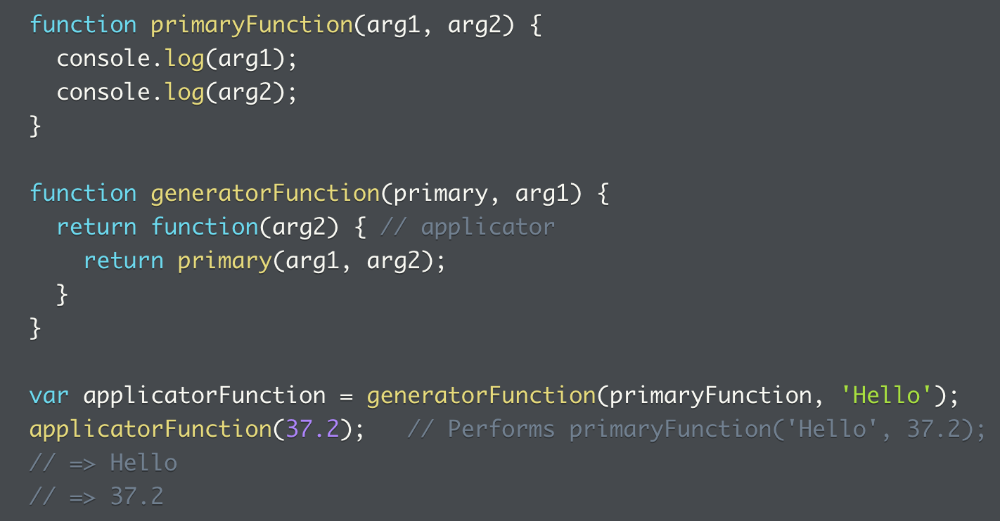 function primaryFunction(arg1, arg2) {
  console.log(arg1);
  console.log(arg2);
}

function generatorFunction(primary, arg1) {
  return function(arg2) { // applicator
    return primary(arg1, arg2);
  }
}

var applicatorFunction = generatorFunction(primaryFunction, 'Hello');
applicatorFunction(37.2);   // Performs primaryFunction('Hello', 37.2);
// => Hello
// => 37.2